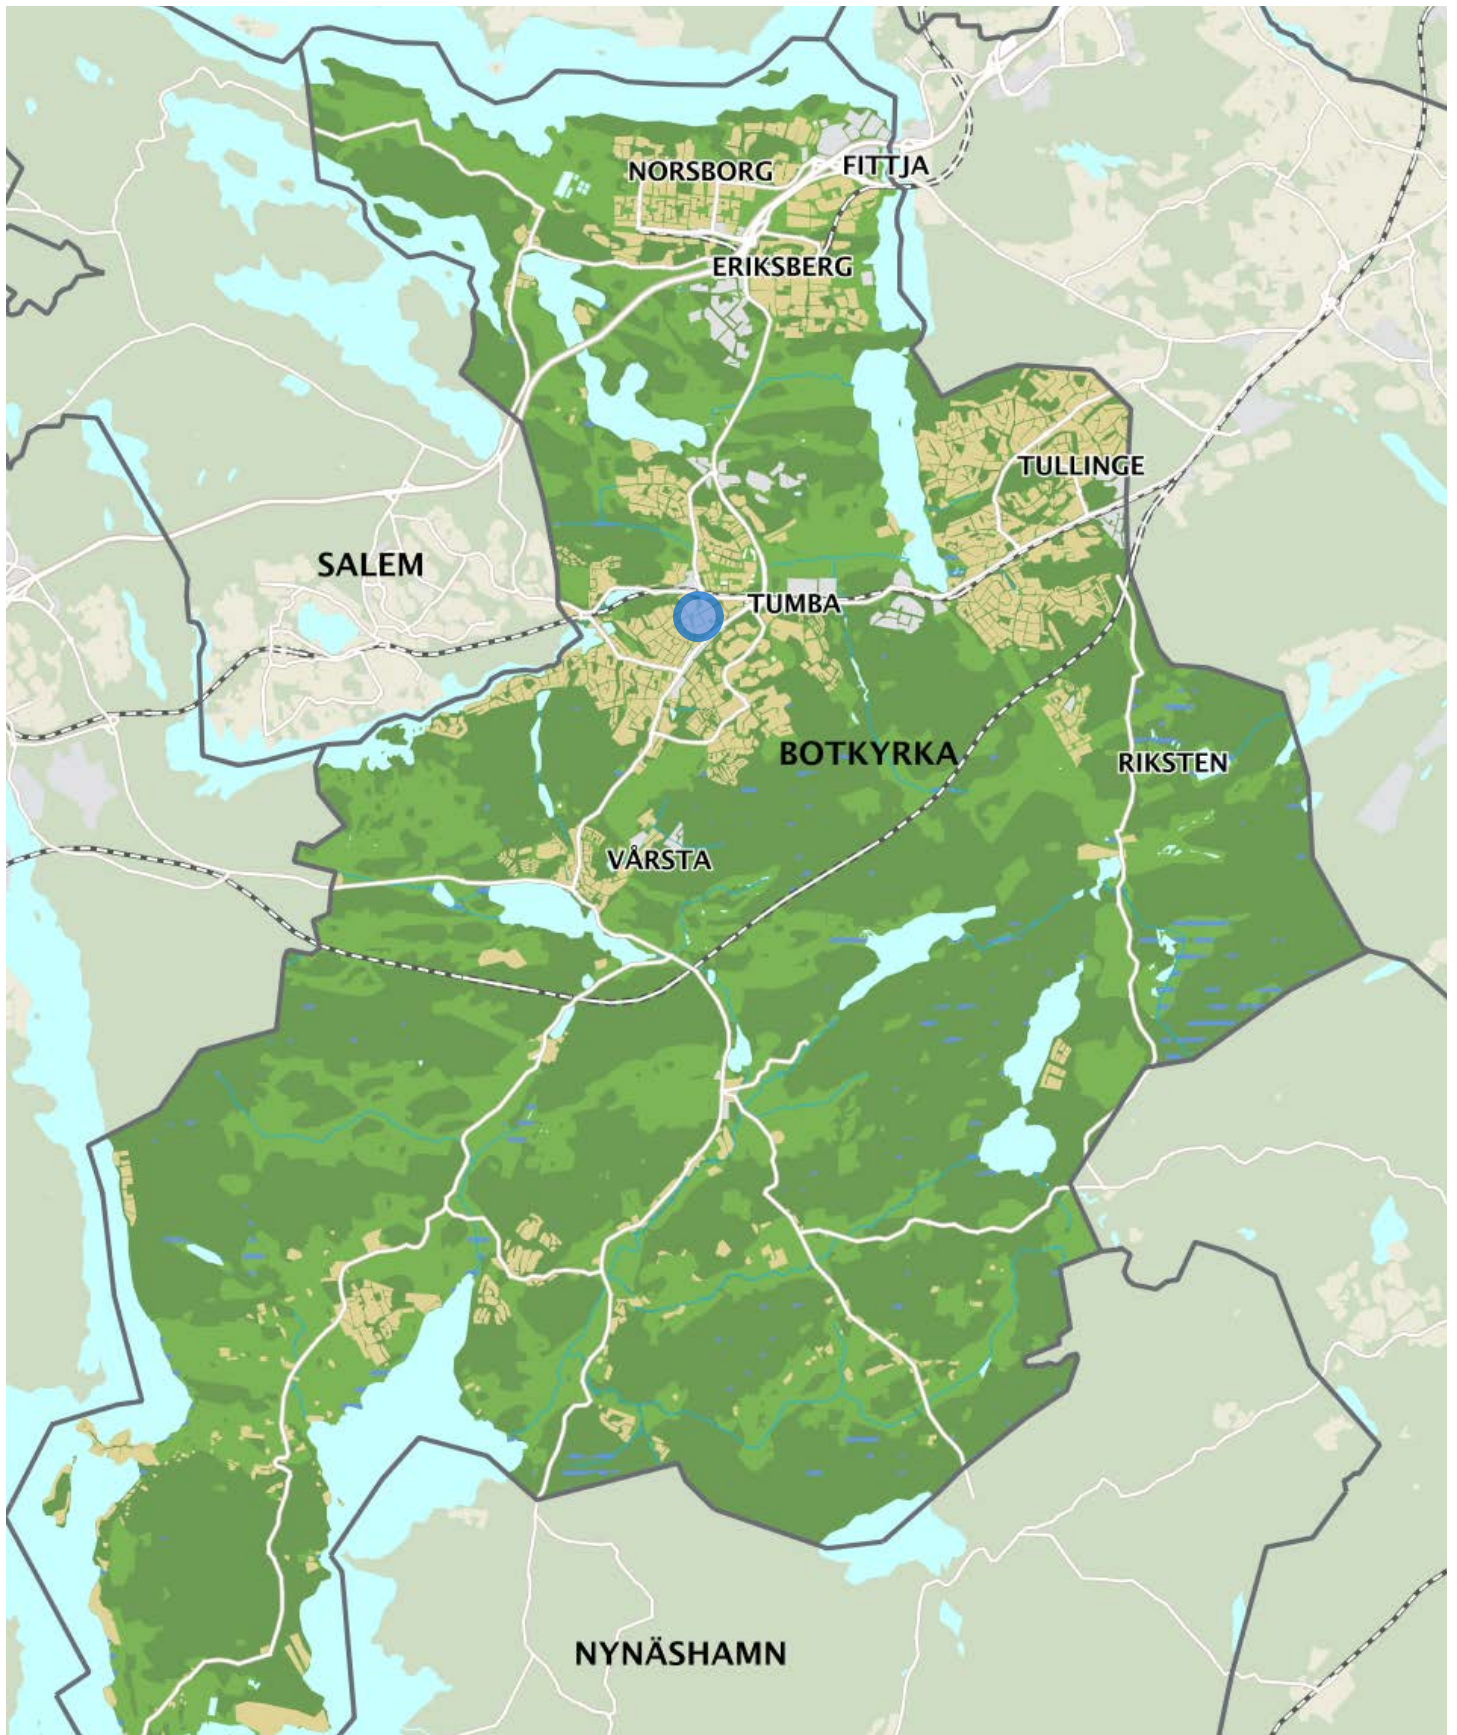 NORSBORG
FITTJA
ERIKSBERG
TULLINGE
SALEM
TUMBA
BOTKYRKA
RIKSTEN
VÅRSTA
NYNÄSHAMN